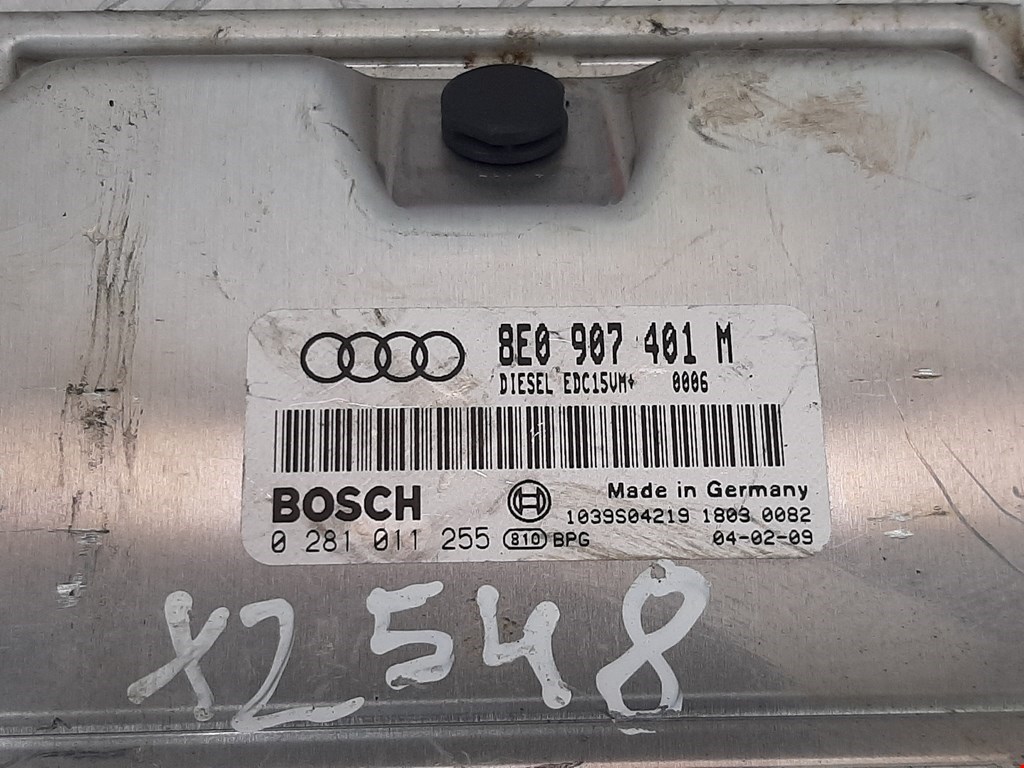 8E0 907 401 M
DIESEL EDC15VM+ 0006
BOSCH
Made in Germany
1039S04219 1803 0082
0 281 011 255 810 BPG 04-02-09
X2548